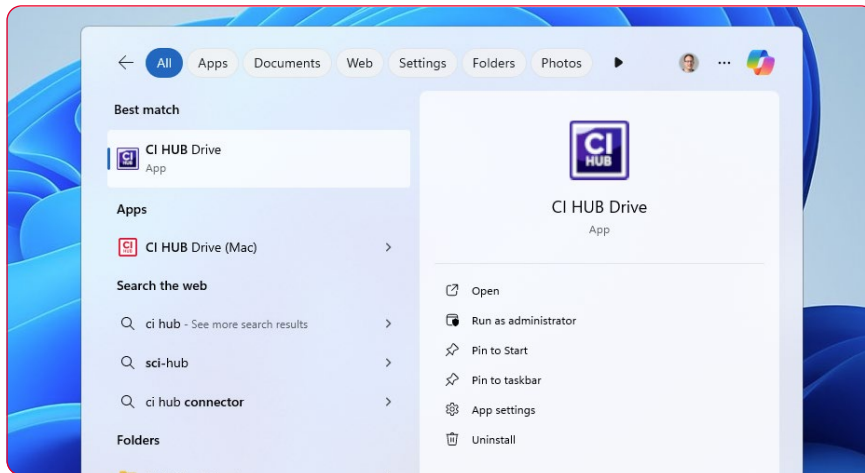 All Apps Documents Web Settings Folders Photos
Best match
CI HUB Drive
App
Apps
CI HUB Drive (Mac)
Search the web
ci hub - See more search results
sci-hub
ci hub connector
Folders
CI
HUB
CI HUB Drive
App
Open
Run as administrator
Pin to Start
Pin to taskbar
App settings
Uninstall